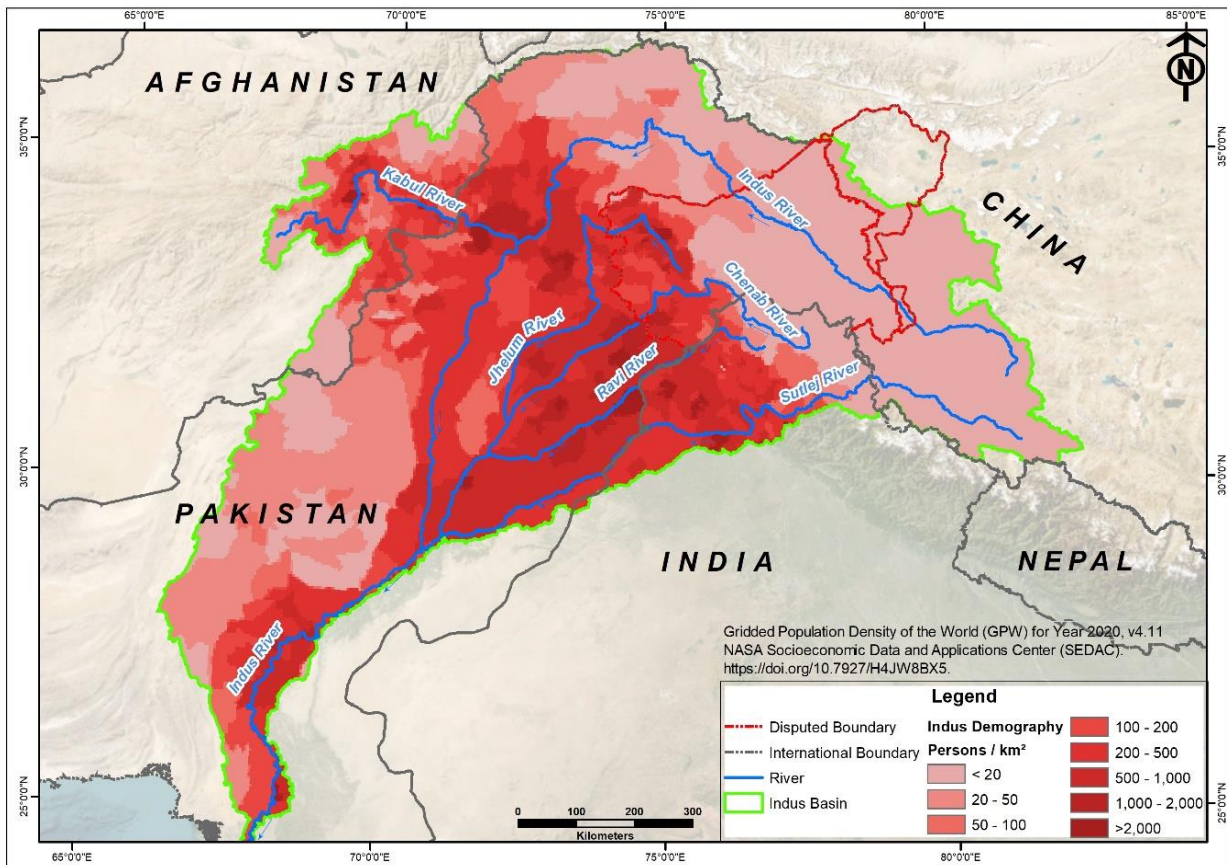 65°0'0"E
70°0'0"E
75°0'0"E
80°0'0"E
85°0'0"E
N
AFGHANISTAN
35°0'0"N
35°0'0"N
Kabul River
Indus River
CHINA
Chenab River
Jhelum River
Ravi River
Sutlej River
30°0'0"N
30°0'0"N
PAKISTAN
INDIA
NEPAL
Indus River
Gridded Population Density of the World (GPW) for Year 2020, v4.11
NASA Socioeconomic Data and Applications Center (SEDAC).
https://doi.org/10.7927/H4JW8BX5.
Legend
Disputed Boundary
International Boundary
River
Indus Basin
Indus Demography
Persons / km²
< 20
20 - 50
50 - 100
100 - 200
200 - 500
500 - 1,000
1,000 - 2,000
>2,000
25°0'0"N
25°0'0"N
0 100 200 300
Kilometers
65°0'0"E
70°0'0"E
75°0'0"E
80°0'0"E